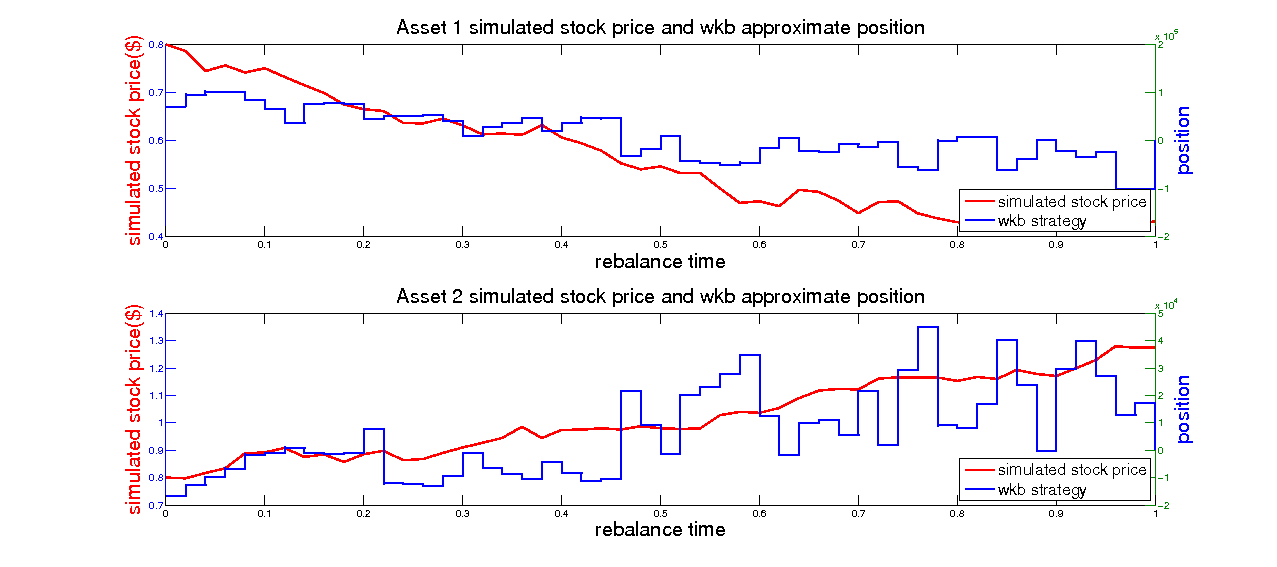 Asset 1 simulated stock price and wkb approximate position
x 10^5
simulated stock price($)
0.8
0.7
0.6
0.5
0.4
2
1
0
-1
-2
position
simulated stock price
wkb strategy
0 0.1 0.2 0.3 0.4 0.5 0.6 0.7 0.8 0.9 1
rebalance time
Asset 2 simulated stock price and wkb approximate position
x 10^4
simulated stock price($)
1.4
1.3
1.2
1.1
1
0.9
0.8
0.7
5
4
3
2
1
0
-1
-2
position
simulated stock price
wkb strategy
0 0.1 0.2 0.3 0.4 0.5 0.6 0.7 0.8 0.9 1
rebalance time